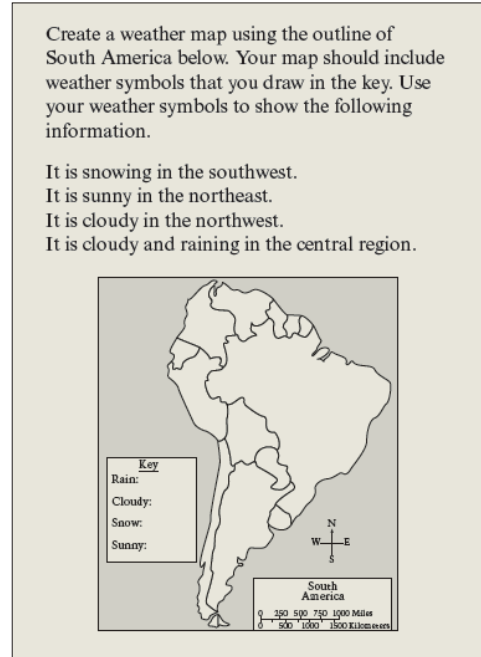 Create a weather map using the outline of
South America below. Your map should include
weather symbols that you draw in the key. Use
your weather symbols to show the following
information.
It is snowing in the southwest.
It is sunny in the northeast.
It is cloudy in the northwest.
It is cloudy and raining in the central region.
Key
Rain:
Cloudy:
Snow:
Sunny:
N
W E
S
South
America
0 250 500 750 1000 Miles
0 500 1000 1500 Kilometers